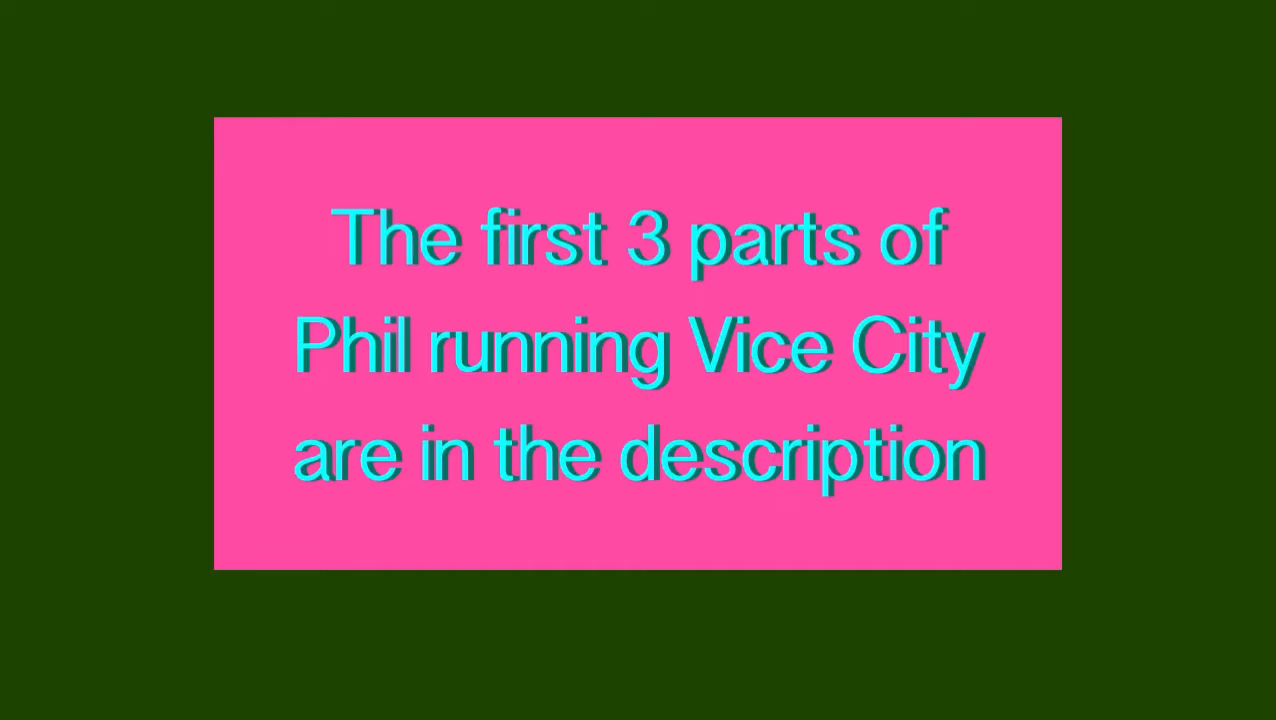 The first 3 parts of
Phil running Vice City
are in the description